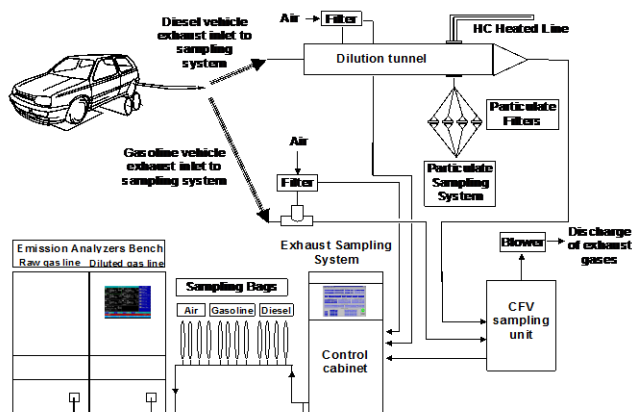 Diesel vehicle
exhaust inlet to
sampling
system
Air
Filter
HC Heated Line
Dilution tunnel
Particulate
Filters
Particulate
Sampling
System
Gasoline vehicle
exhaust inlet to
sampling system
Air
Filter
Exhaust Sampling
System
Blower
Discharge
of exhaust
gases
CFV
sampling
unit
Control
cabinet
Sampling Bags
Air
Gasoline
Diesel
Emission Analyzers Bench
Raw gas line
Diluted gas line